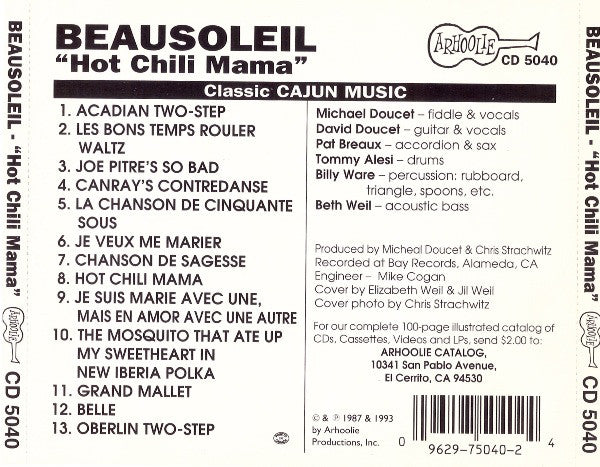 BEAUSOLEIL - "Hot Chili Mama" ARHOOLIE CD 5040
BEAUSOLEIL
"Hot Chili Mama"
ARHOOLIE
CD 5040
Classic CAJUN MUSIC
1. ACADIAN TWO-STEP
2. LES BONS TEMPS ROULER
WALTZ
3. JOE PITRE'S SO BAD
4. CANRAY'S CONTREDANSE
5. LA CHANSON DE CINQUANTE
SOUS
6. JE VEUX ME MARIER
7. CHANSON DE SAGESSE
8. HOT CHILI MAMA
9. JE SUIS MARIE AVEC UNE,
MAIS EN AMOR AVEC UNE AUTRE
10. THE MOSQUITO THAT ATE UP
MY SWEETHEART IN
NEW IBERIA POLKA
11. GRAND MALLET
12. BELLE
13. OBERLIN TWO-STEP
Michael Doucet – fiddle & vocals
David Doucet – guitar & vocals
Pat Breaux – accordion & sax
Tommy Alesi – drums
Billy Ware – percussion: rubboard,
triangle, spoons, etc.
Beth Weil – acoustic bass
Produced by Micheal Doucet & Chris Strachwitz
Recorded at Bay Records, Alameda, CA
Engineer – Mike Cogan
Cover by Elizabeth Weil & Jil Weil
Cover photo by Chris Strachwitz
For our complete 100-page illustrated catalog of
CDs, Cassettes, Videos and LPs, send $2.00 to:
ARHOOLIE CATALOG,
10341 San Pablo Avenue,
El Cerrito, CA 94530
© & ℗ 1987 & 1993
by Arhoolie
Productions, Inc.
0 9629-75040-2 4
BEAUSOLEIL - "Hot Chili Mama" ARHOOLIE CD 5040